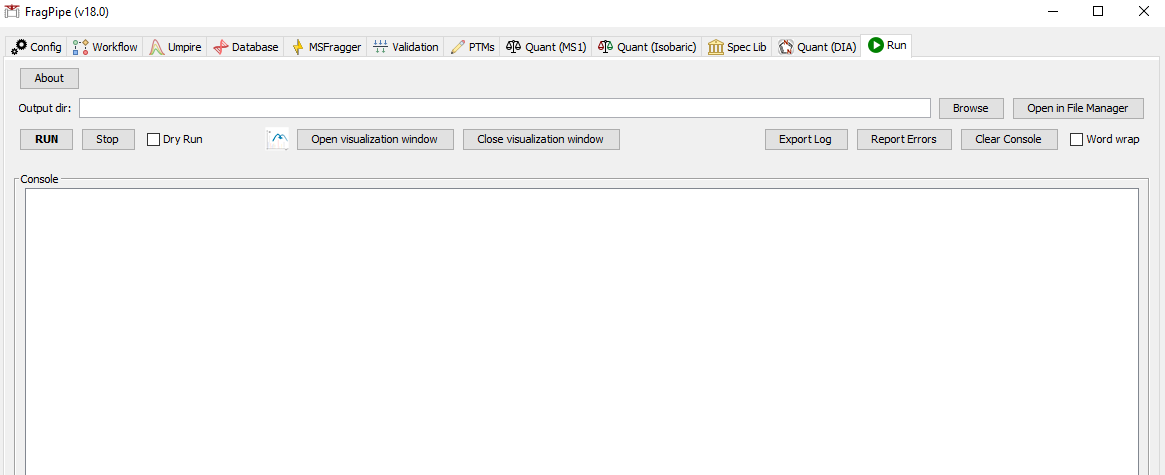 FragPipe (v18.0)
Config Workflow Umpire Database MSFragger Validation PTMs Quant (MS1) Quant (Isobaric) Spec Lib Quant (DIA) Run
About
Output dir: Browse Open in File Manager
RUN Stop Dry Run Open visualization window Close visualization window Export Log Report Errors Clear Console Word wrap
Console